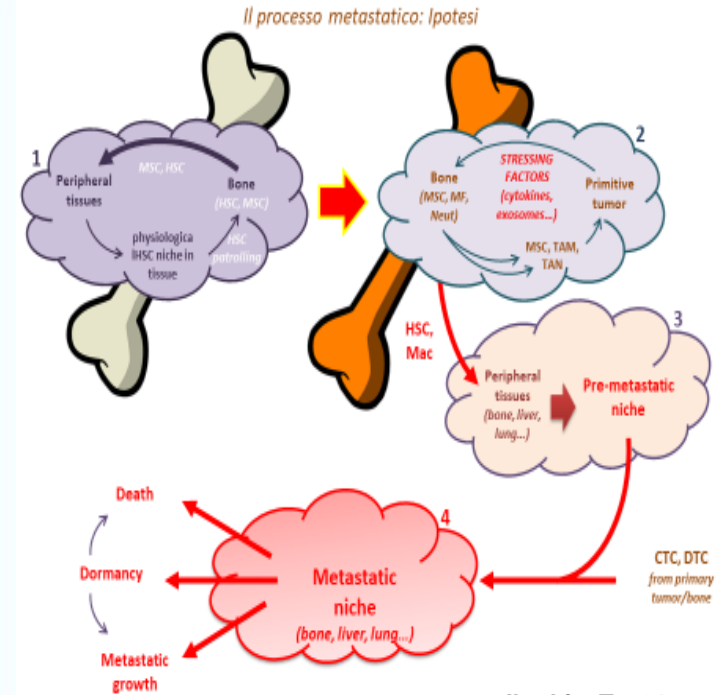 Il processo metastatico: Ipotesi
1
MSC, HSC
Peripheral
tissues
Bone
(HSC, MSC)
physiologica
lHSC niche in
tissue
HSC
patrolling
2
STRESSING
FACTORS
(cytokines,
exosomes...)
Bone
(MSC, MF,
Neut)
Primitive
tumor
MSC, TAM,
TAN
HSC,
Mac
3
Peripheral
tissues
(bone, liver,
lung...)
Pre-metastatic
niche
4
Metastatic
niche
(bone, liver, lung...)
CTC, DTC
from primary
tumor/bone
Death
Dormancy
Metastatic
growth